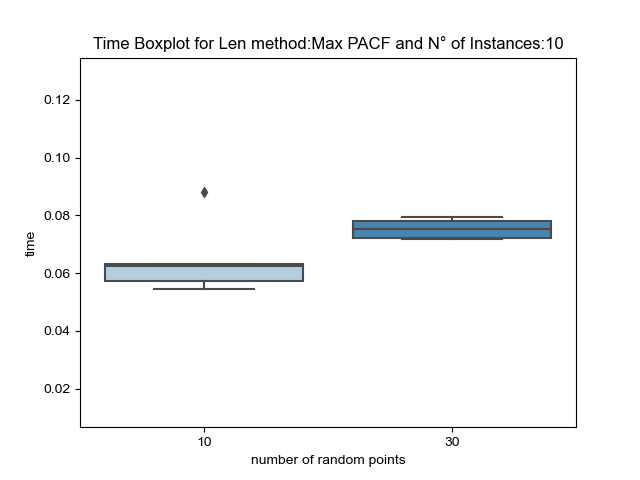 Time Boxplot for Len method:Max PACF and N° of Instances:10
0.12
0.10
0.08
0.06
0.04
0.02
time
10 30
number of random points